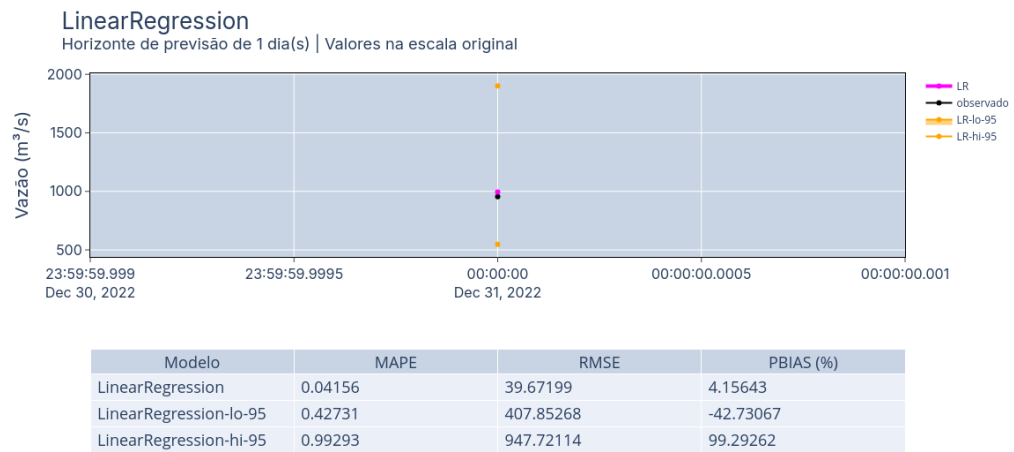 LinearRegression
Horizonte de previsão de 1 dia(s) | Valores na escala original
Vazão (m³/s)
2000
1500
1000
500
23:59:59.999 23:59:59.9995 00:00:00 00:00:00.0005 00:00:00.001
Dec 30, 2022 Dec 31, 2022
LR
observado
LR-lo-95
LR-hi-95
Modelo MAPE RMSE PBIAS (%)
LinearRegression 0.04156 39.67199 4.15643
LinearRegression-lo-95 0.42731 407.85268 -42.73067
LinearRegression-hi-95 0.99293 947.72114 99.29262